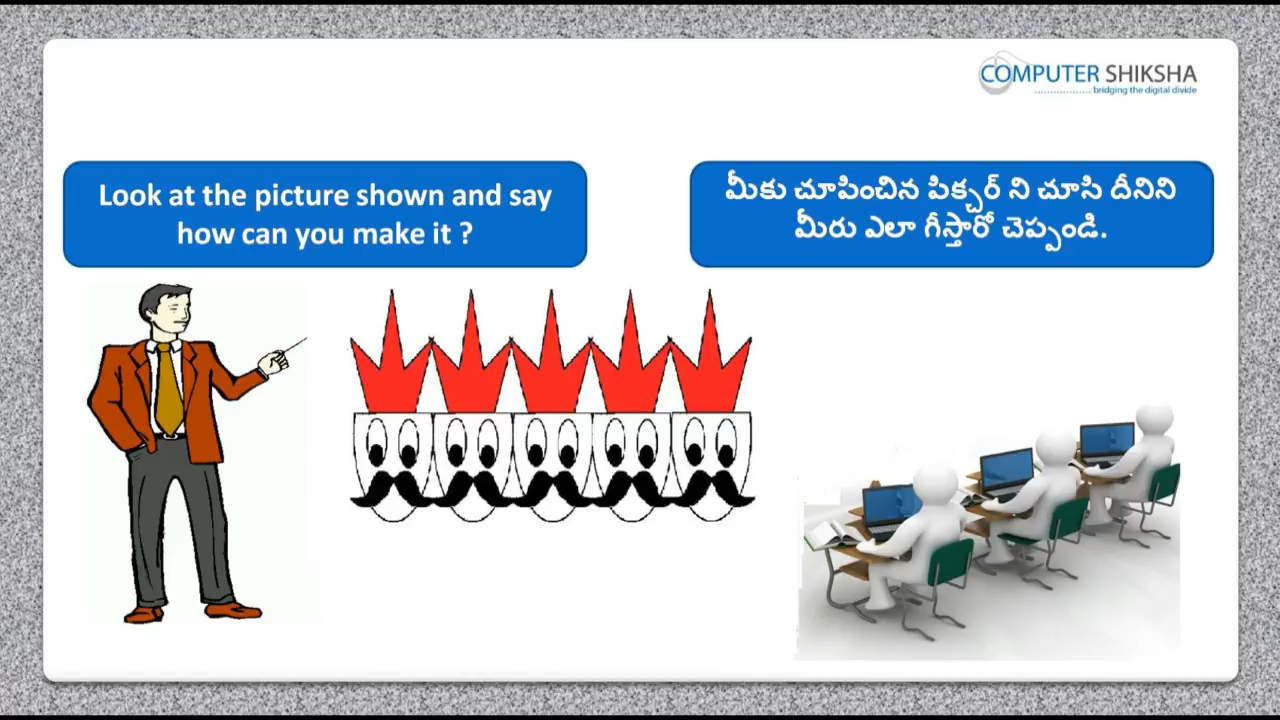 COMPUTER SHIKSHA
bridging the digital divide
Look at the picture shown and say
how can you make it ?
మీకు చూపించిన పిక్చర్ ని చూసి దీనిని
మీరు ఎలా గీస్తారో చెప్పండి.